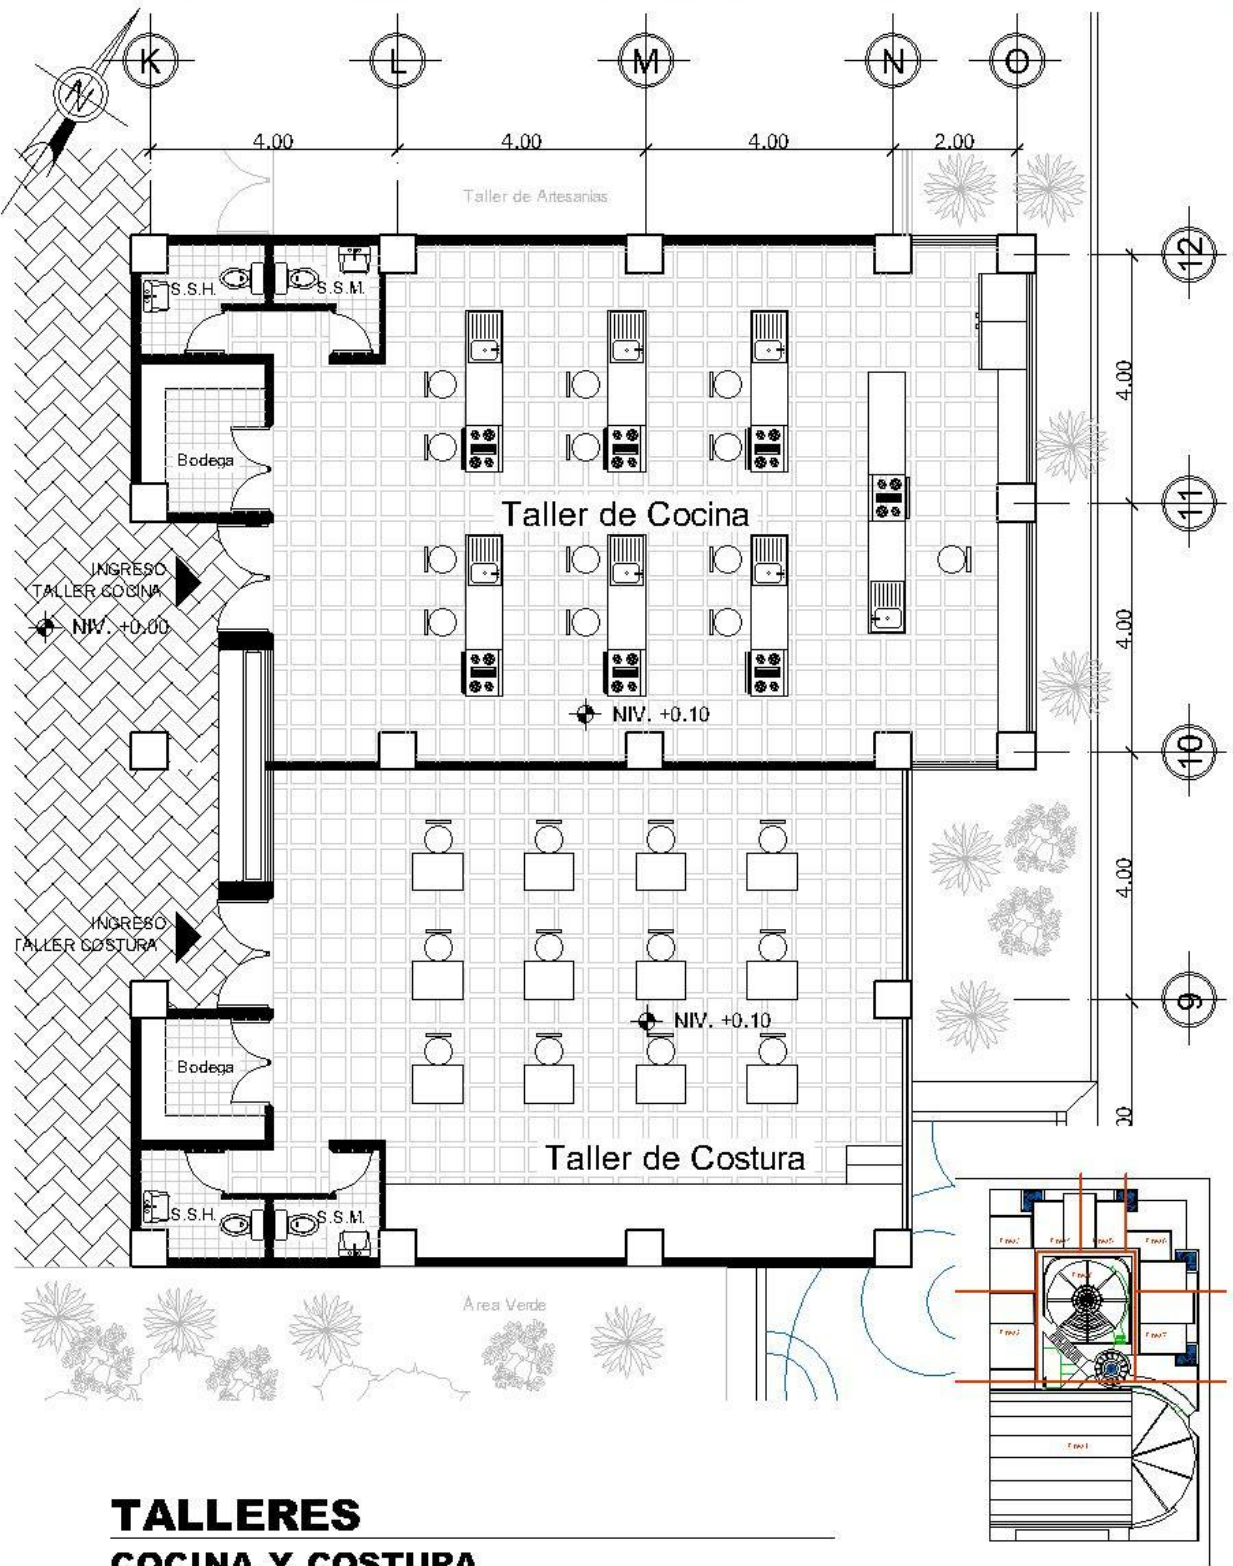 K L M N O
N
4.00 4.00 4.00 2.00
Taller de Artesanias
12
S.S.H. S.S.M.
4.00
Bodega
11
Taller de Cocina
INGRESO
TALLER COCINA
NIV. +0.00
4.00
NIV. +0.10
10
4.00
INGRESO
TALLER COSTURA
9
NIV. +0.10
Bodega
Taller de Costura
S.S.H. S.S.M.
Area Verde
TALLERES
COCINA Y COSTURA